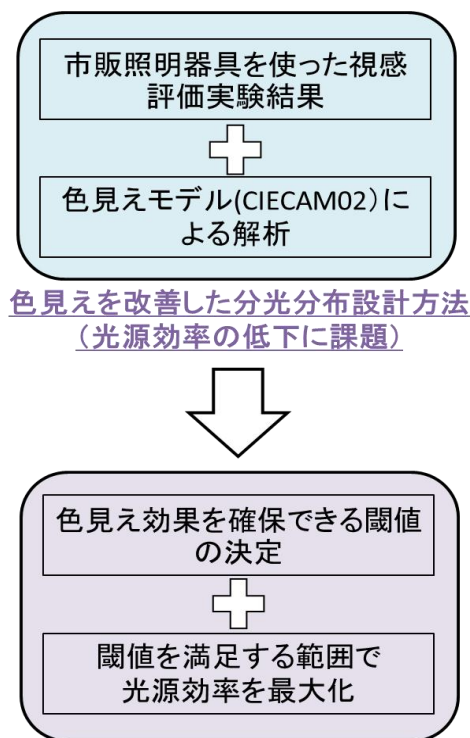 市販照明器具を使った視感
評価実験結果
色見えモデル(CIECAM02)に
よる解析
色見えを改善した分光分布設計方法
(光源効率の低下に課題)
色見え効果を確保できる閾値
の決定
閾値を満足する範囲で
光源効率を最大化